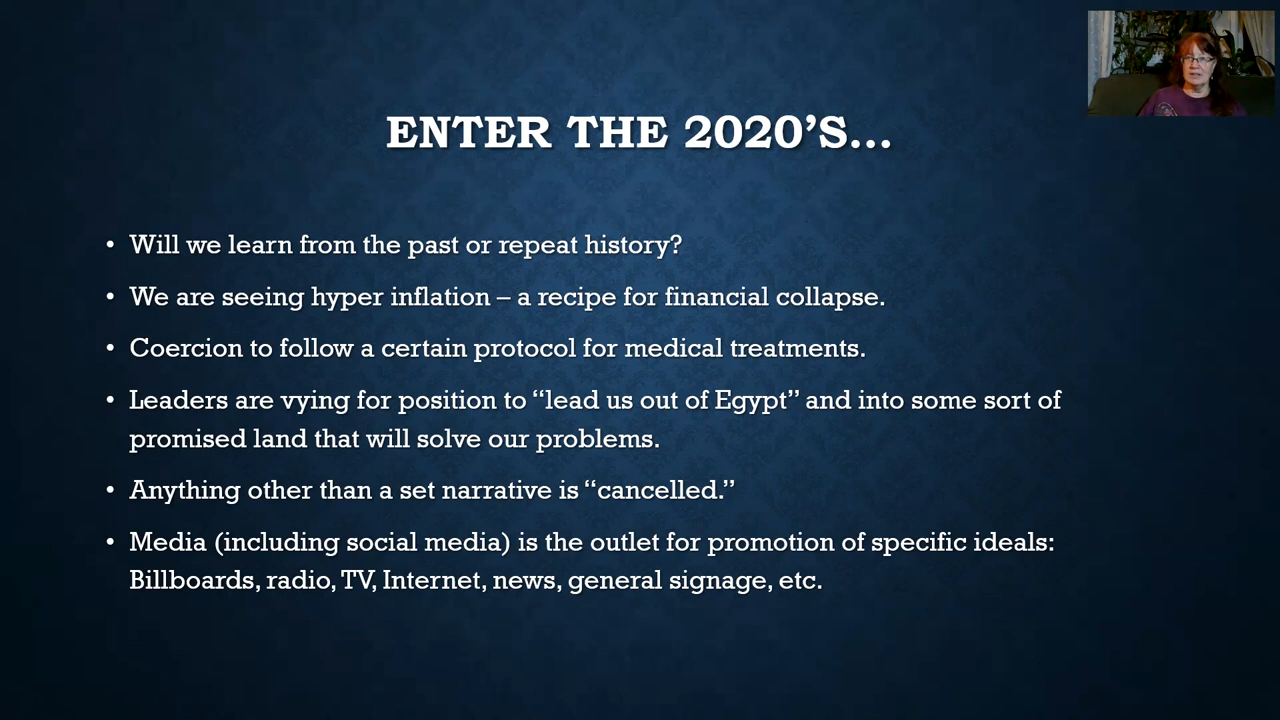 ENTER THE 2020’S…
• Will we learn from the past or repeat history?
• We are seeing hyper inflation – a recipe for financial collapse.
• Coercion to follow a certain protocol for medical treatments.
• Leaders are vying for position to “lead us out of Egypt” and into some sort of
promised land that will solve our problems.
• Anything other than a set narrative is “cancelled.”
• Media (including social media) is the outlet for promotion of specific ideals:
Billboards, radio, TV, Internet, news, general signage, etc.